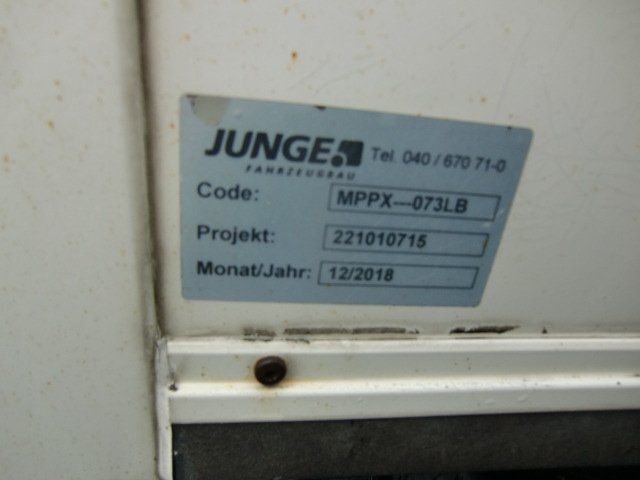 JUNGE Tel. 040 / 670 71-0
FAHRZEUGBAU
Code: MPPX---073LB
Projekt: 221010715
Monat/Jahr: 12/2018